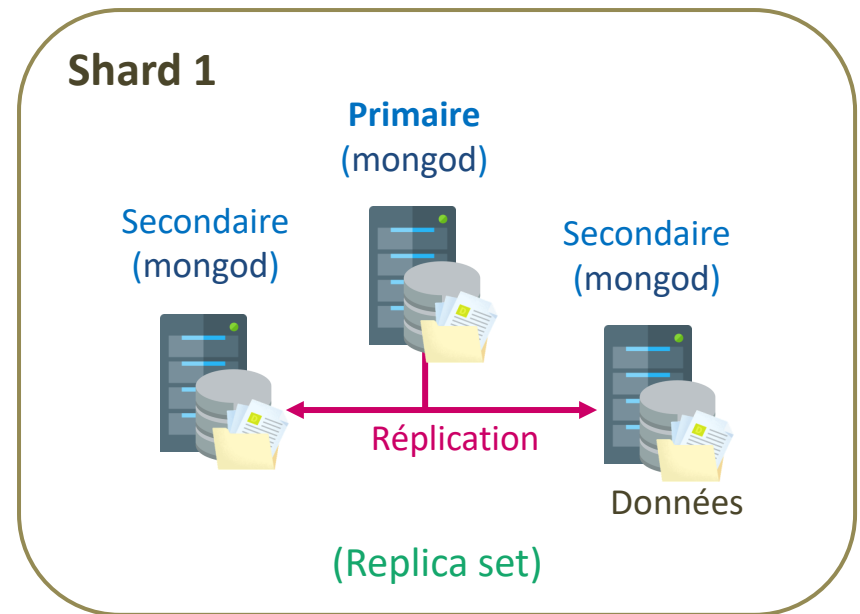 Shard 1
Primaire
(mongod)
Secondaire
(mongod)
Secondaire
(mongod)
Réplication
Données
(Replica set)